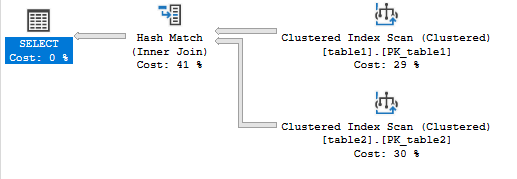 SELECT
Cost: 0 %
Hash Match
(Inner Join)
Cost: 41 %
Clustered Index Scan (Clustered)
[table1].[PK_table1]
Cost: 29 %
Clustered Index Scan (Clustered)
[table2].[PK_table2]
Cost: 30 %